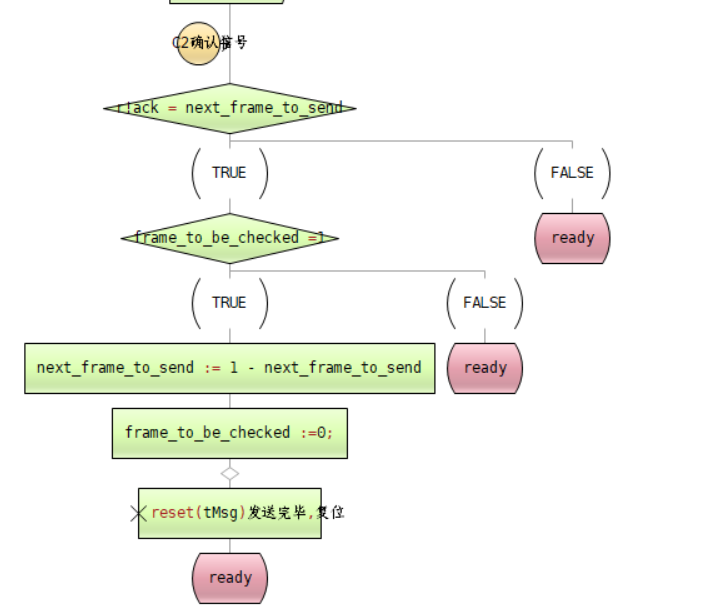 C2确认信号
r!ack = next_frame_to_send
TRUE
FALSE
frame_to_be_checked =1
ready
TRUE
FALSE
next_frame_to_send := 1 - next_frame_to_send
ready
frame_to_be_checked :=0;
reset(tMsg)发送完毕,复位
ready